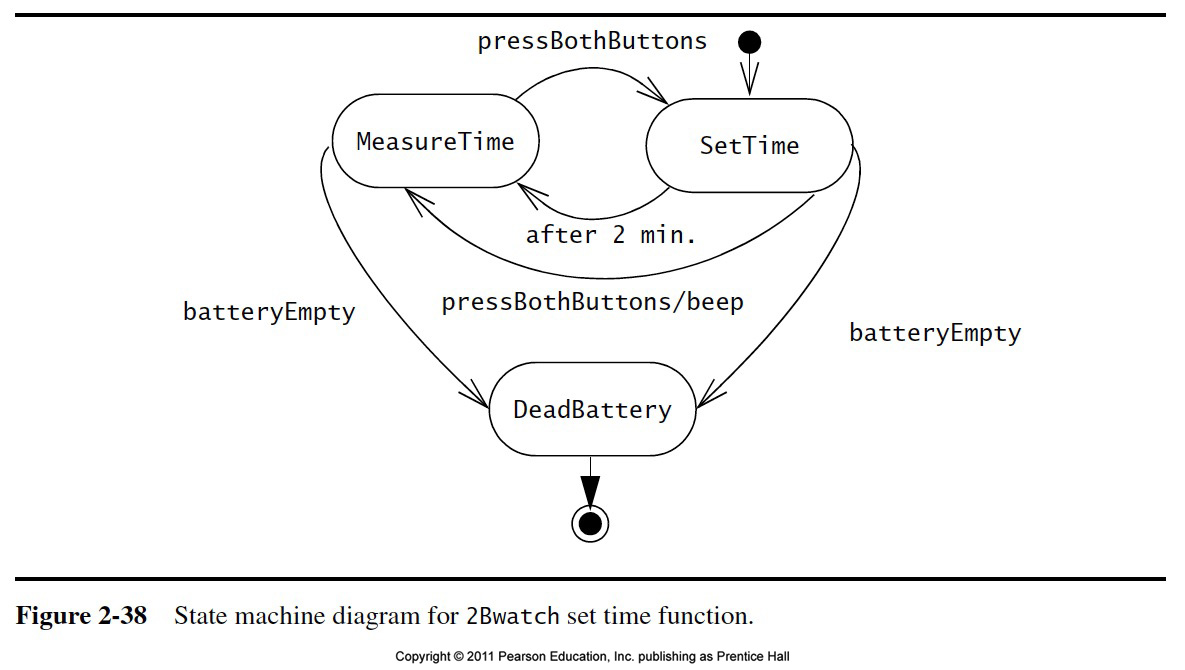 pressBothButtons
MeasureTime
SetTime
after 2 min.
pressBothButtons/beep
batteryEmpty
batteryEmpty
DeadBattery
Figure 2-38 State machine diagram for 2Bwatch set time function.
Copyright © 2011 Pearson Education, Inc. publishing as Prentice Hall